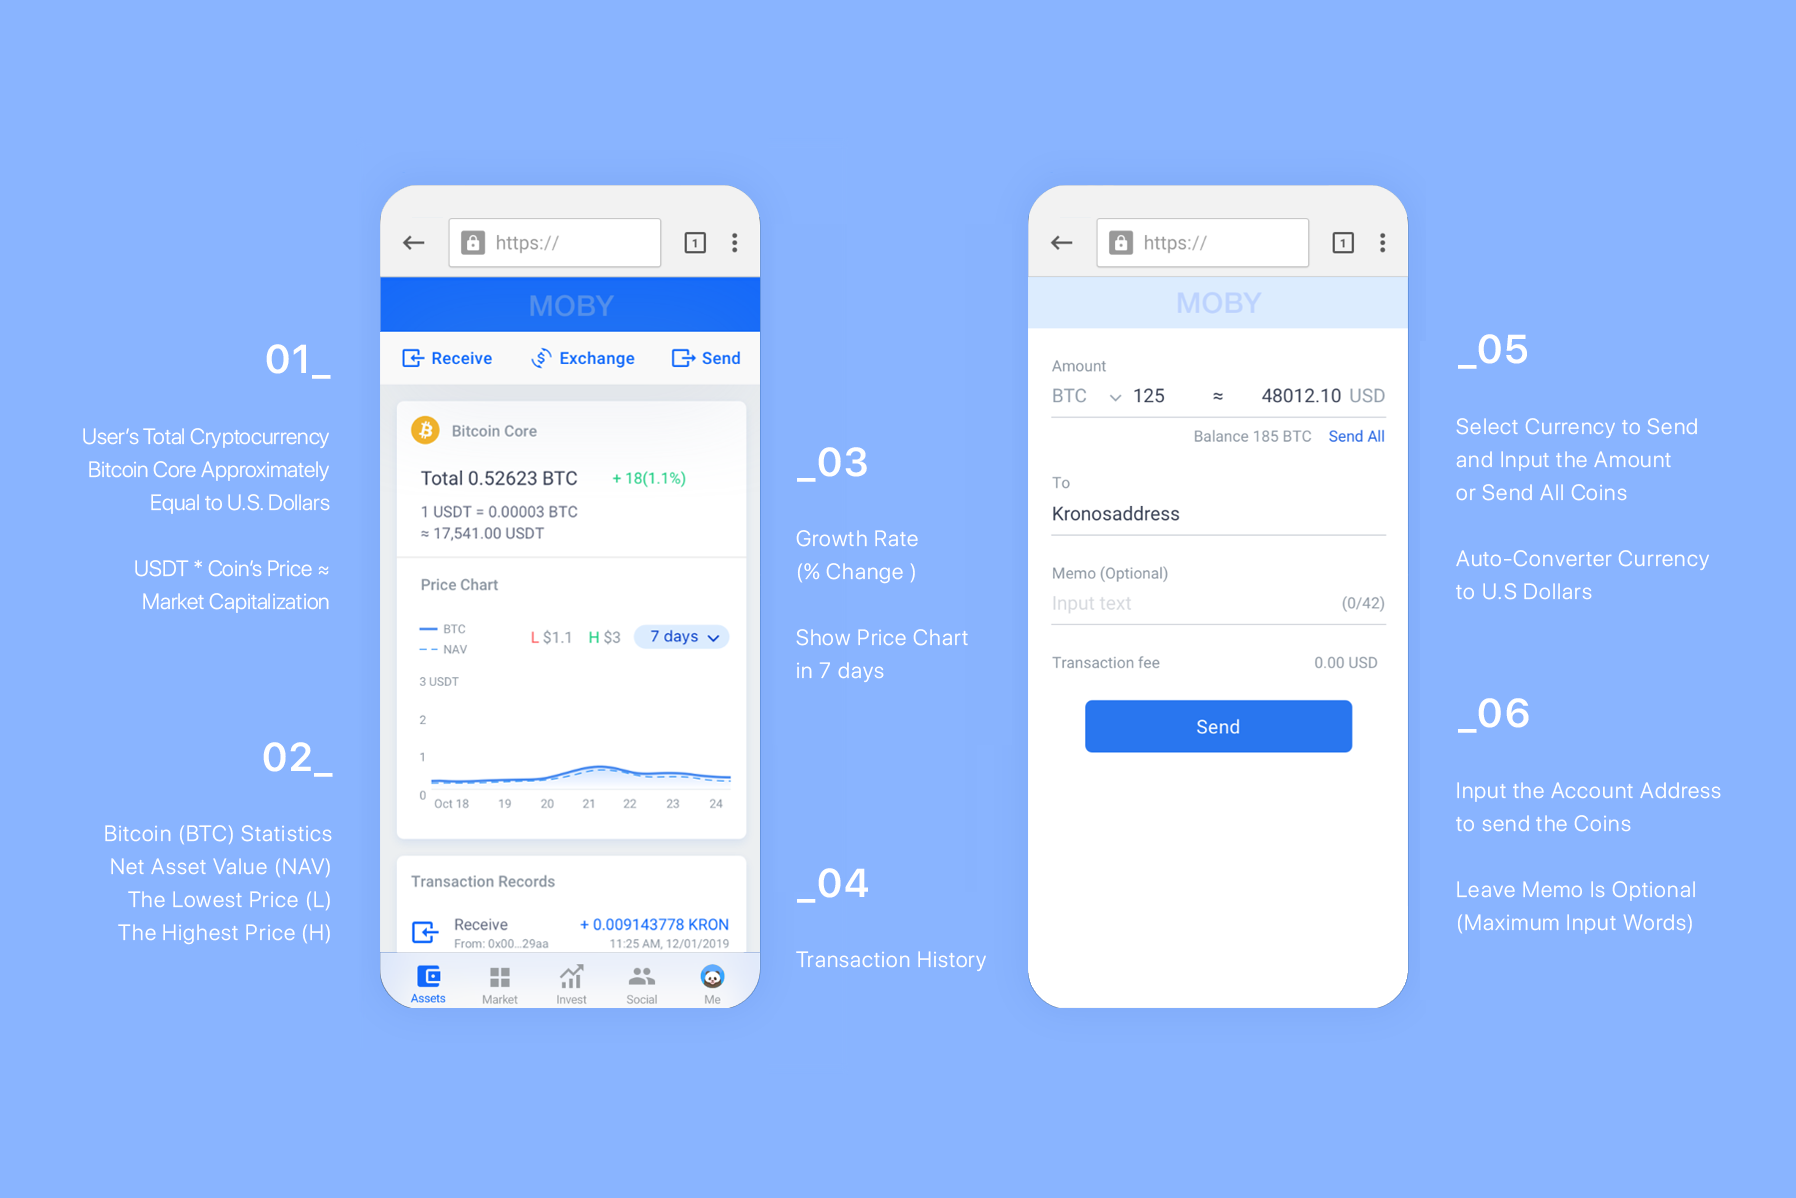 01_
User's Total Cryptocurrency
Bitcoin Core Approximately
Equal to U.S. Dollars
USDT * Coin's Price ≈
Market Capitalization
02_
Bitcoin (BTC) Statistics
Net Asset Value (NAV)
The Lowest Price (L)
The Highest Price (H)
https://
1
MOBY
Receive
Exchange
Send
Bitcoin Core
Total 0.52623 BTC + 18(1.1%)
1 USDT = 0.00003 BTC
≈ 17,541.00 USDT
Price Chart
BTC
NAV
L $1.1 H $3 7 days
3 USDT
2
1
0
Oct 18 19 20 21 22 23 24
Transaction Records
Receive + 0.009143778 KRON
From: 0x00...29aa 11:25 AM, 12/01/2019
Assets Market Invest Social Me
_03
Growth Rate
(% Change )
Show Price Chart
in 7 days
_04
Transaction History
https://
1
MOBY
Amount
BTC 125 ≈ 48012.10 USD
Balance 185 BTC Send All
To
Kronosaddress
Memo (Optional)
Input text (0/42)
Transaction fee 0.00 USD
Send
_05
Select Currency to Send
and Input the Amount
or Send All Coins
Auto-Converter Currency
to U.S Dollars
_06
Input the Account Address
to send the Coins
Leave Memo Is Optional
(Maximum Input Words)